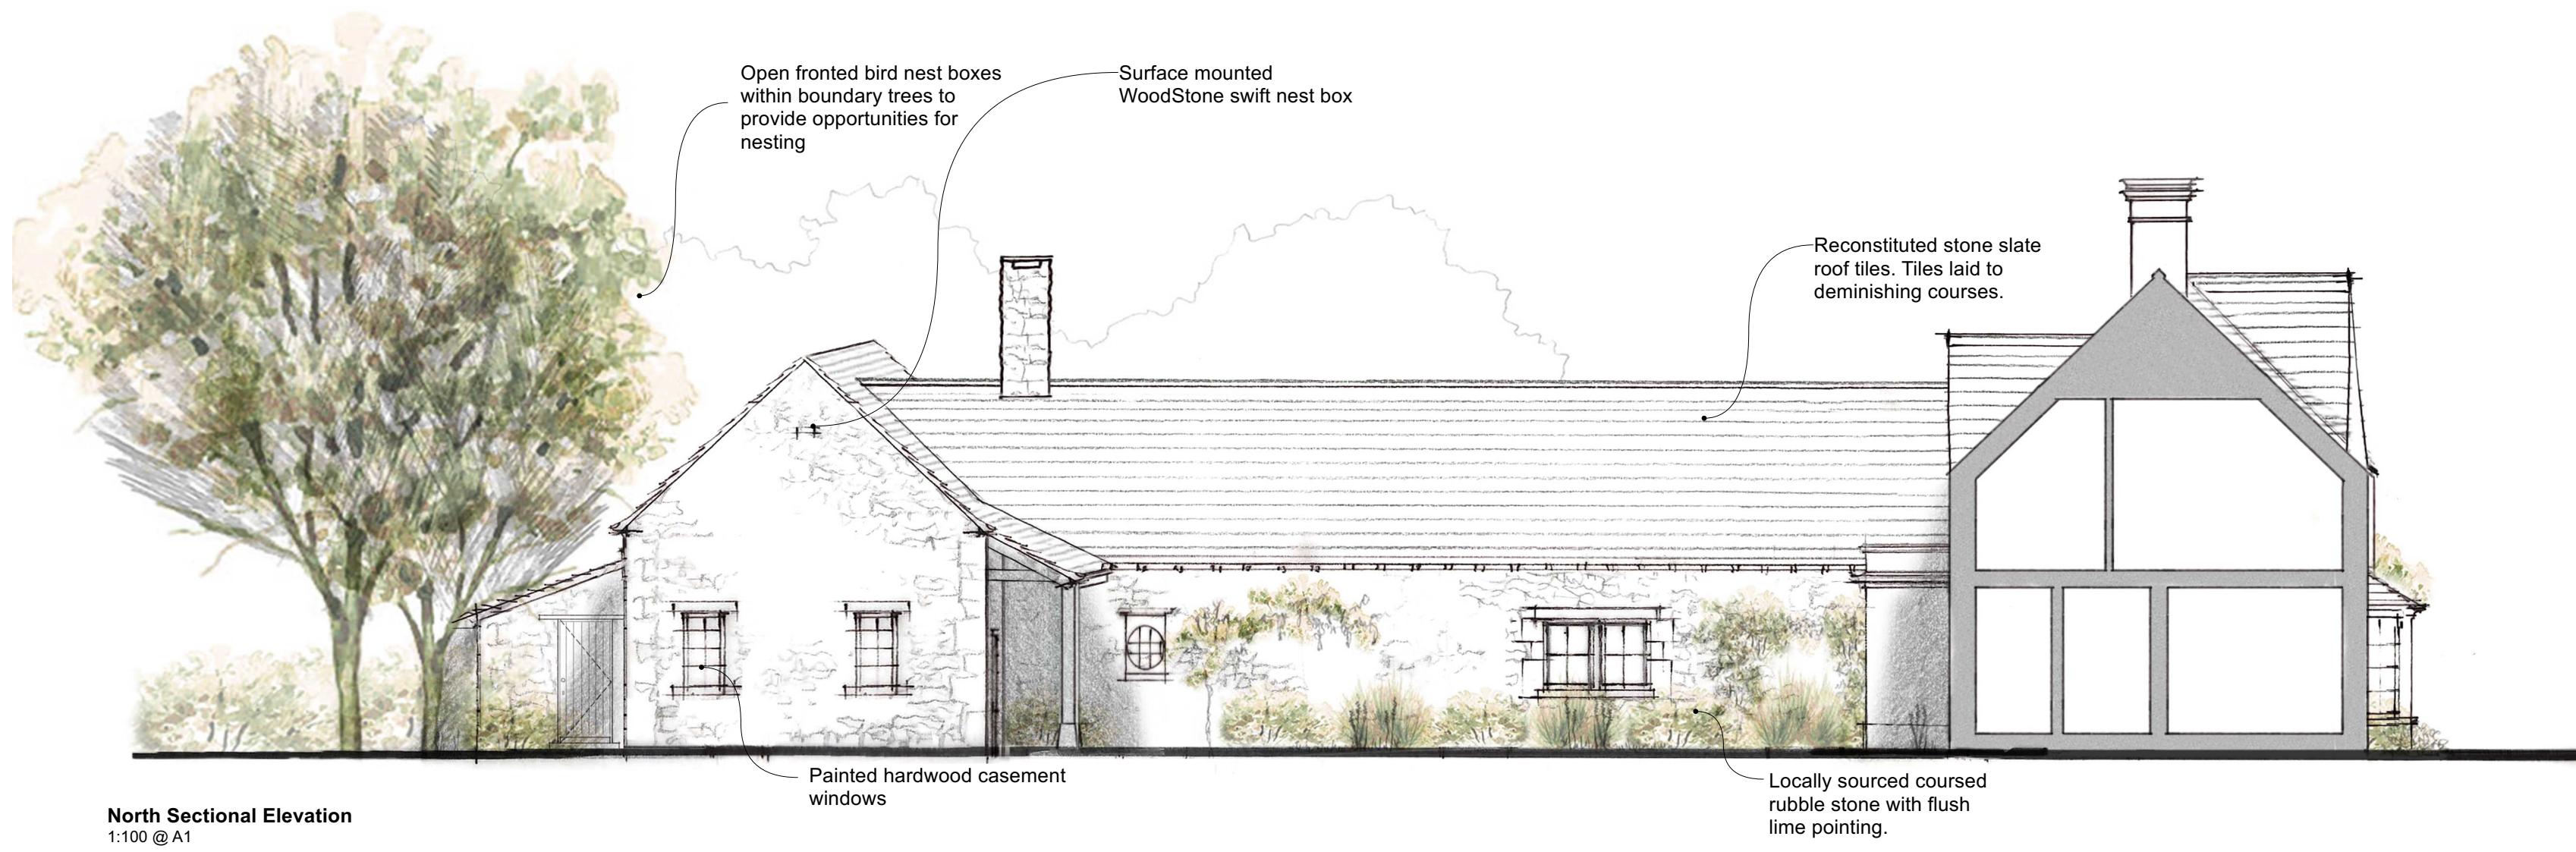 Open fronted bird nest boxes
within boundary trees to
provide opportunities for
nesting
Surface mounted
WoodStone swift nest box
Reconstituted stone slate
roof tiles. Tiles laid to
deminishing courses.
Painted hardwood casement
windows
Locally sourced coursed
rubble stone with flush
lime pointing.
North Sectional Elevation
1:100 @ A1